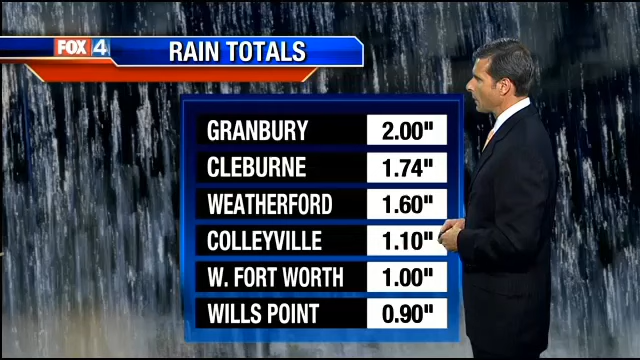 FOX 4
RAIN TOTALS
GRANBURY 2.00"
CLEBURNE 1.74"
WEATHERFORD 1.60"
COLLEYVILLE 1.10"
W. FORT WORTH 1.00"
WILLS POINT 0.90"